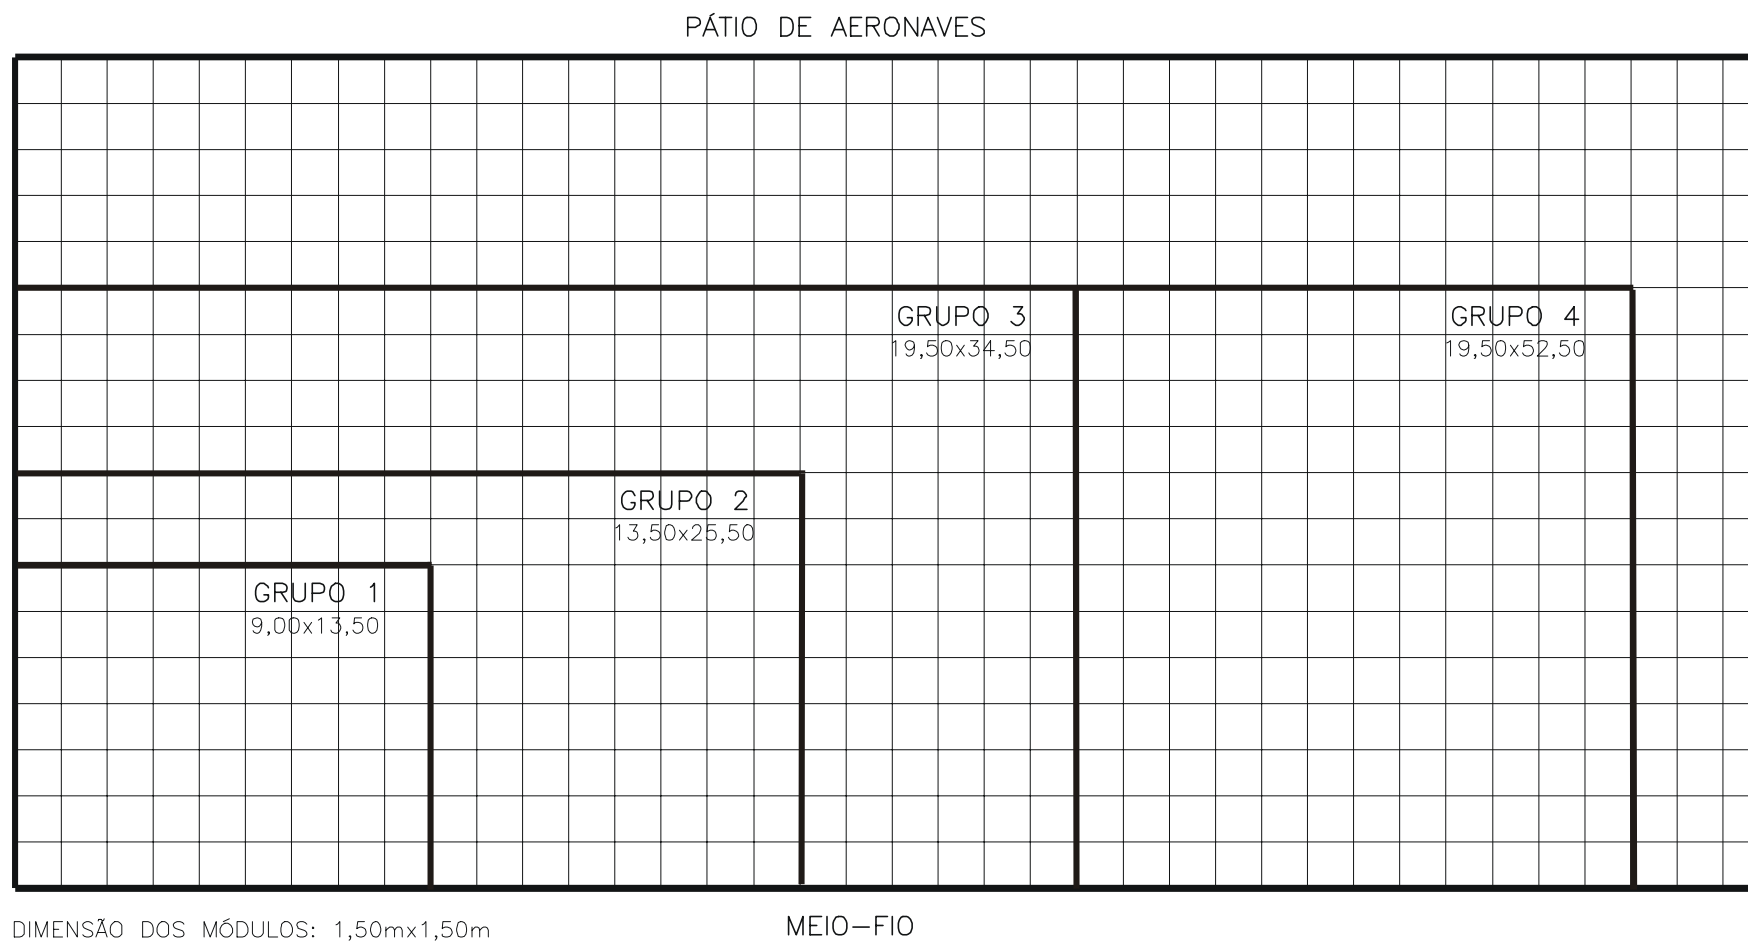 PÁTIO DE AERONAVES
GRUPO 3
19,50x34,50
GRUPO 4
19,50x52,50
GRUPO 2
13,50x25,50
GRUPO 1
9,00x13,50
DIMENSÃO DOS MÓDULOS: 1,50mx1,50m
MEIO-FIO